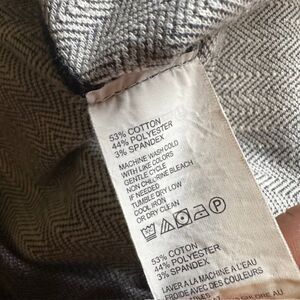 53% COTTON
44% POLYESTER
3% SPANDEX
MACHINE WASH COLD
WITH LIKE COLORS
GENTLE CYCLE
NON CHLORINE BLEACH
IF NEEDED
TUMBLE DRY LOW
COOL IRON
OR DRY CLEAN
53% COTON
44% POLYESTER
3% SPANDEX
LAVER A LA MACHINE A L'EAU
FROIDE AVEC DES COULEURS